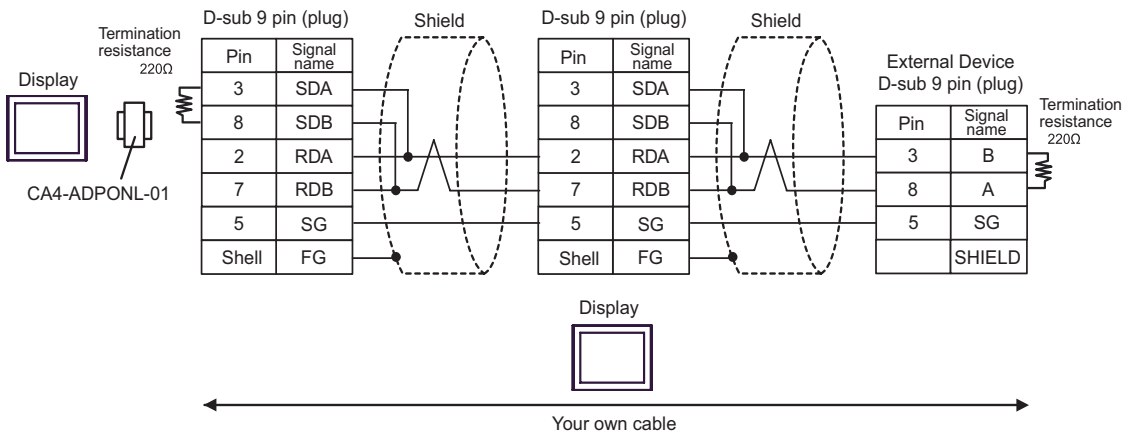 D-sub 9 pin (plug)
Shield
D-sub 9 pin (plug)
Shield
Termination
resistance
220Ω
Display
CA4-ADPONL-01
Pin Signal name
3 SDA
8 SDB
2 RDA
7 RDB
5 SG
Shell FG
Pin Signal name
3 SDA
8 SDB
2 RDA
7 RDB
5 SG
Shell FG
External Device
D-sub 9 pin (plug)
Pin Signal name
3 B
8 A
5 SG
SHIELD
Termination
resistance
220Ω
Display
Your own cable